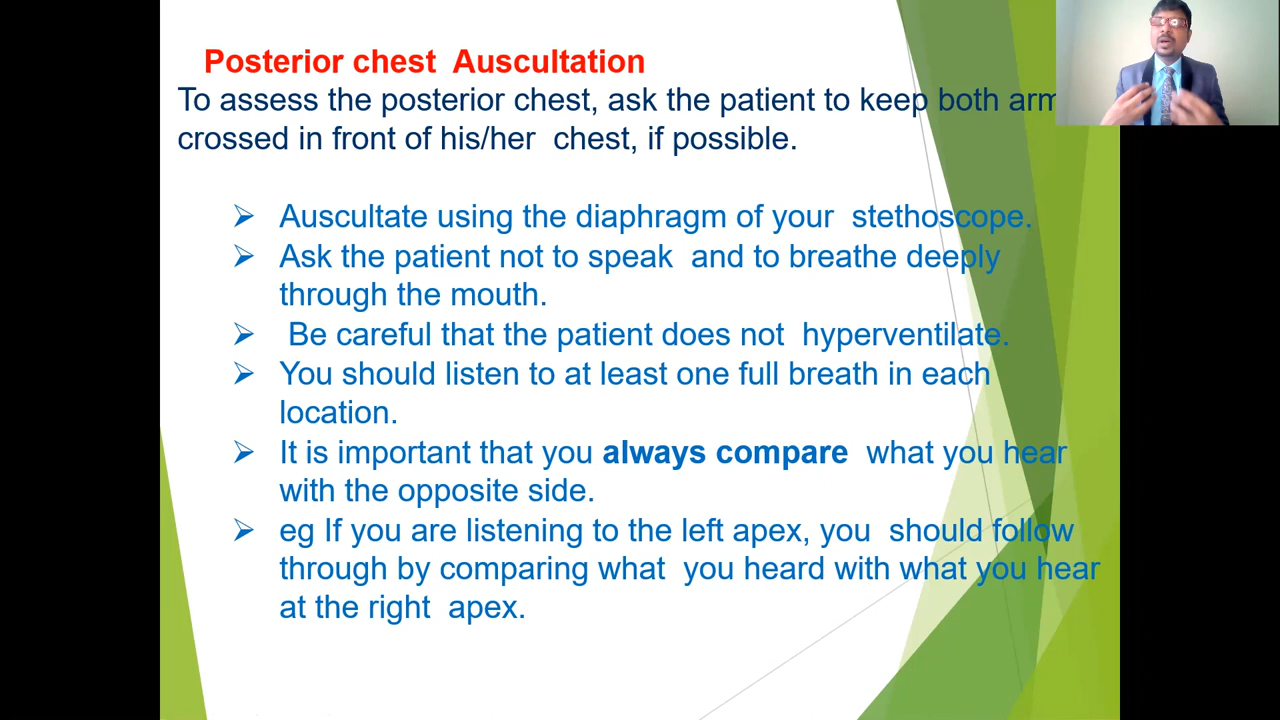 Posterior chest Auscultation
To assess the posterior chest, ask the patient to keep both arm
crossed in front of his/her chest, if possible.
Auscultate using the diaphragm of your stethoscope.
Ask the patient not to speak and to breathe deeply
through the mouth.
Be careful that the patient does not hyperventilate.
You should listen to at least one full breath in each
location.
It is important that you always compare what you hear
with the opposite side.
eg If you are listening to the left apex, you should follow
through by comparing what you heard with what you hear
at the right apex.